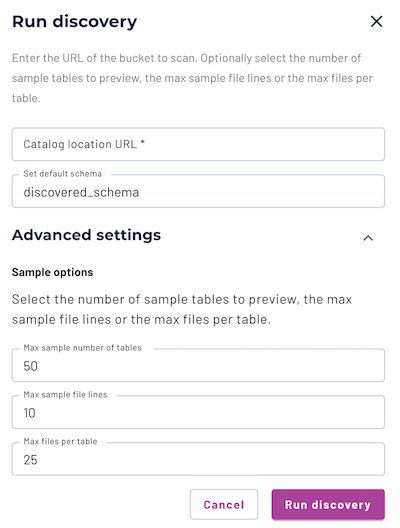 Run discovery
Enter the URL of the bucket to scan. Optionally select the number of
sample tables to preview, the max sample file lines or the max files per
table.
Catalog location URL *
Set default schema
discovered_schema
Advanced settings
Sample options
Select the number of sample tables to preview, the max
sample file lines or the max files per table.
Max sample number of tables
50
Max sample file lines
10
Max files per table
25
Cancel
Run discovery